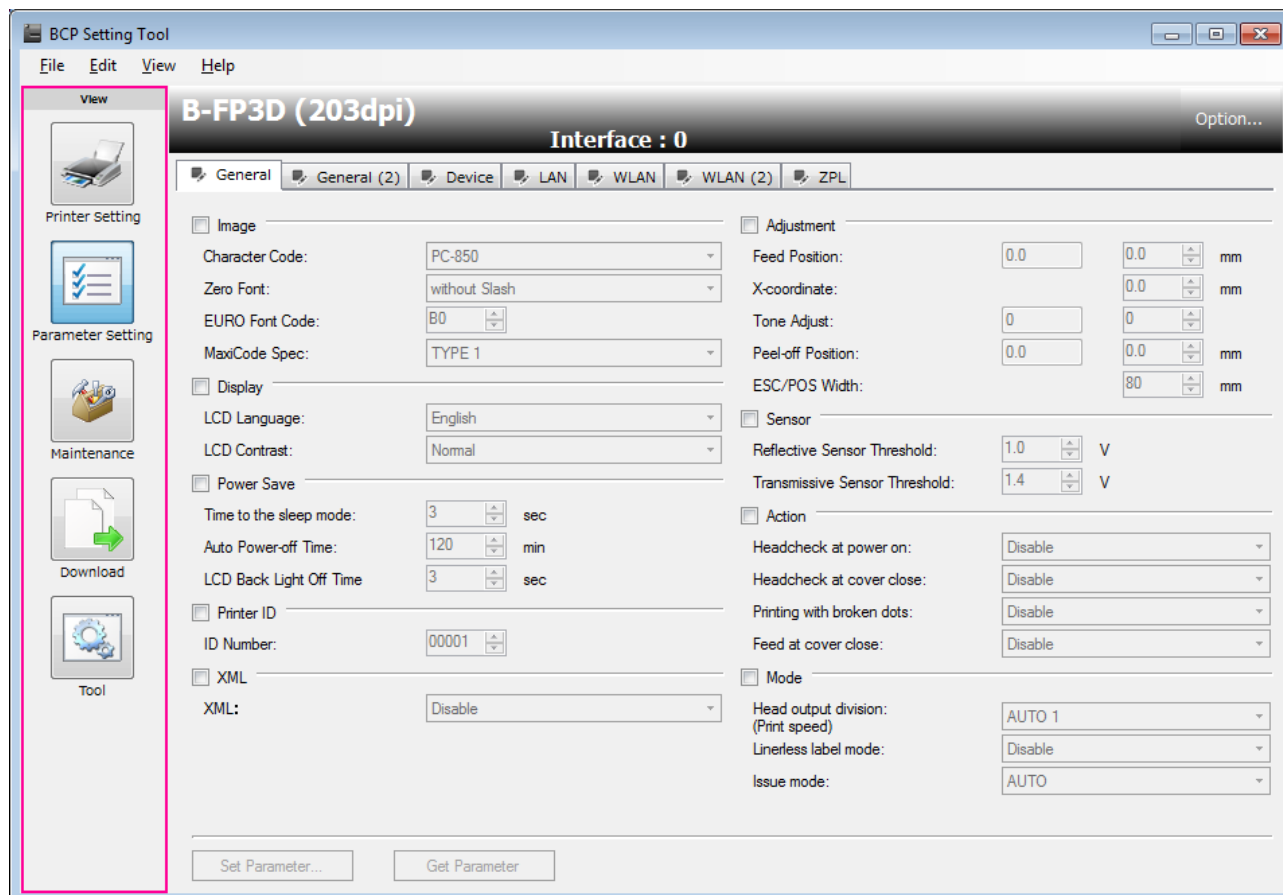 BCP Setting Tool
File Edit View Help
View
Printer Setting
Parameter Setting
Maintenance
Download
Tool
B-FP3D (203dpi)
Interface : 0
Option...
General General (2) Device LAN WLAN WLAN (2) ZPL
Image
Character Code: PC-850
Zero Font: without Slash
EURO Font Code: B0
MaxiCode Spec: TYPE 1
Display
LCD Language: English
LCD Contrast: Normal
Power Save
Time to the sleep mode: 3 sec
Auto Power-off Time: 120 min
LCD Back Light Off Time 3 sec
Printer ID
ID Number: 00001
XML
XML: Disable
Adjustment
Feed Position: 0.0 0.0 mm
X-coordinate: 0.0 mm
Tone Adjust: 0 0
Peel-off Position: 0.0 0.0 mm
ESC/POS Width: 80 mm
Sensor
Reflective Sensor Threshold: 1.0 V
Transmissive Sensor Threshold: 1.4 V
Action
Headcheck at power on: Disable
Headcheck at cover close: Disable
Printing with broken dots: Disable
Feed at cover close: Disable
Mode
Head output division:
(Print speed) AUTO 1
Linerless label mode: Disable
Issue mode: AUTO
Set Parameter... Get Parameter